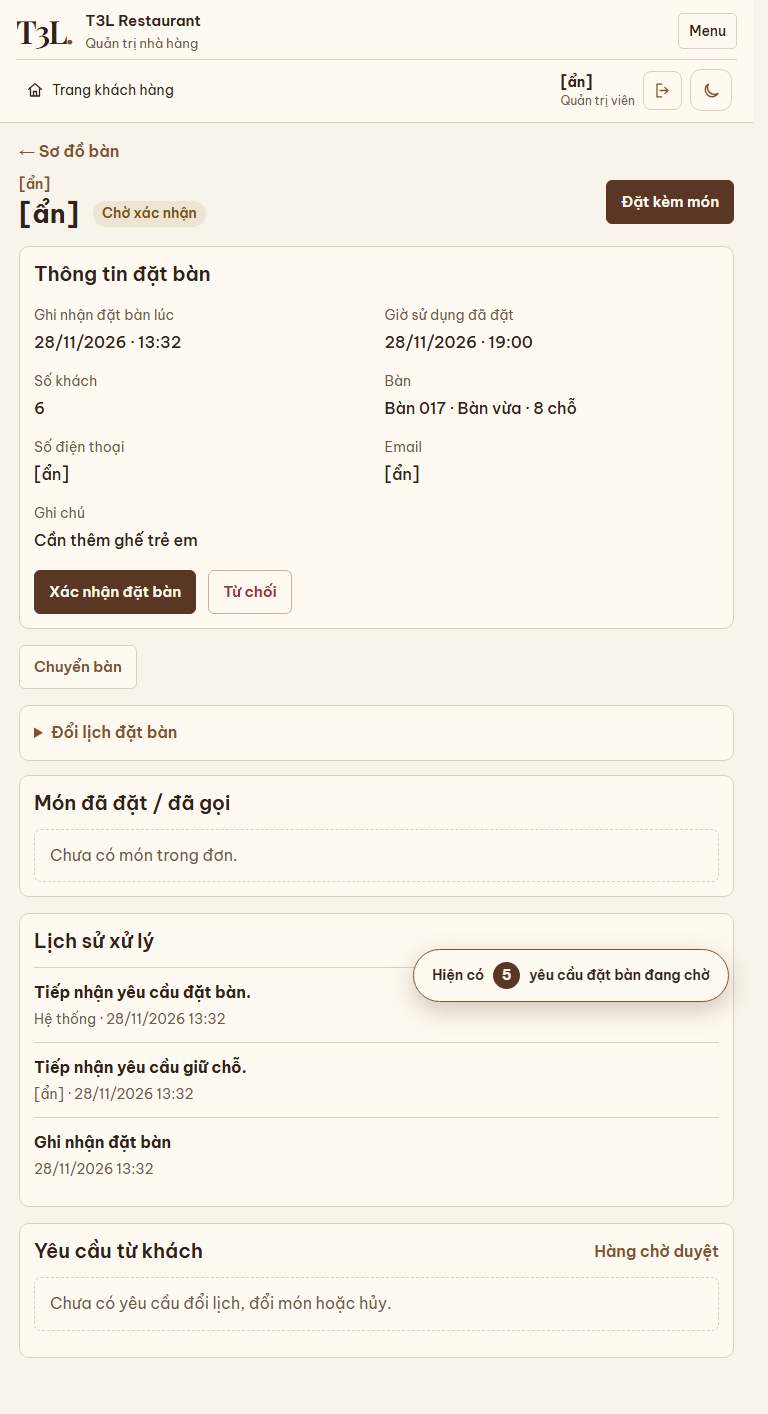 T3L.
T3L Restaurant
Quản trị nhà hàng
Menu
Trang khách hàng
[ẩn]
Quản trị viên
← Sơ đồ bàn
[ẩn]
[ẩn] Chờ xác nhận
Đặt kèm món
Thông tin đặt bàn
Ghi nhận đặt bàn lúc
28/11/2026 · 13:32
Giờ sử dụng đã đặt
28/11/2026 · 19:00
Số khách
6
Bàn
Bàn 017 · Bàn vừa · 8 chỗ
Số điện thoại
[ẩn]
Email
[ẩn]
Ghi chú
Cần thêm ghế trẻ em
Xác nhận đặt bàn
Từ chối
Chuyển bàn
Đổi lịch đặt bàn
Món đã đặt / đã gọi
Chưa có món trong đơn.
Lịch sử xử lý
Hiện có 5 yêu cầu đặt bàn đang chờ
Tiếp nhận yêu cầu đặt bàn.
Hệ thống · 28/11/2026 13:32
Tiếp nhận yêu cầu giữ chỗ.
[ẩn] · 28/11/2026 13:32
Ghi nhận đặt bàn
28/11/2026 13:32
Yêu cầu từ khách
Hàng chờ duyệt
Chưa có yêu cầu đổi lịch, đổi món hoặc hủy.